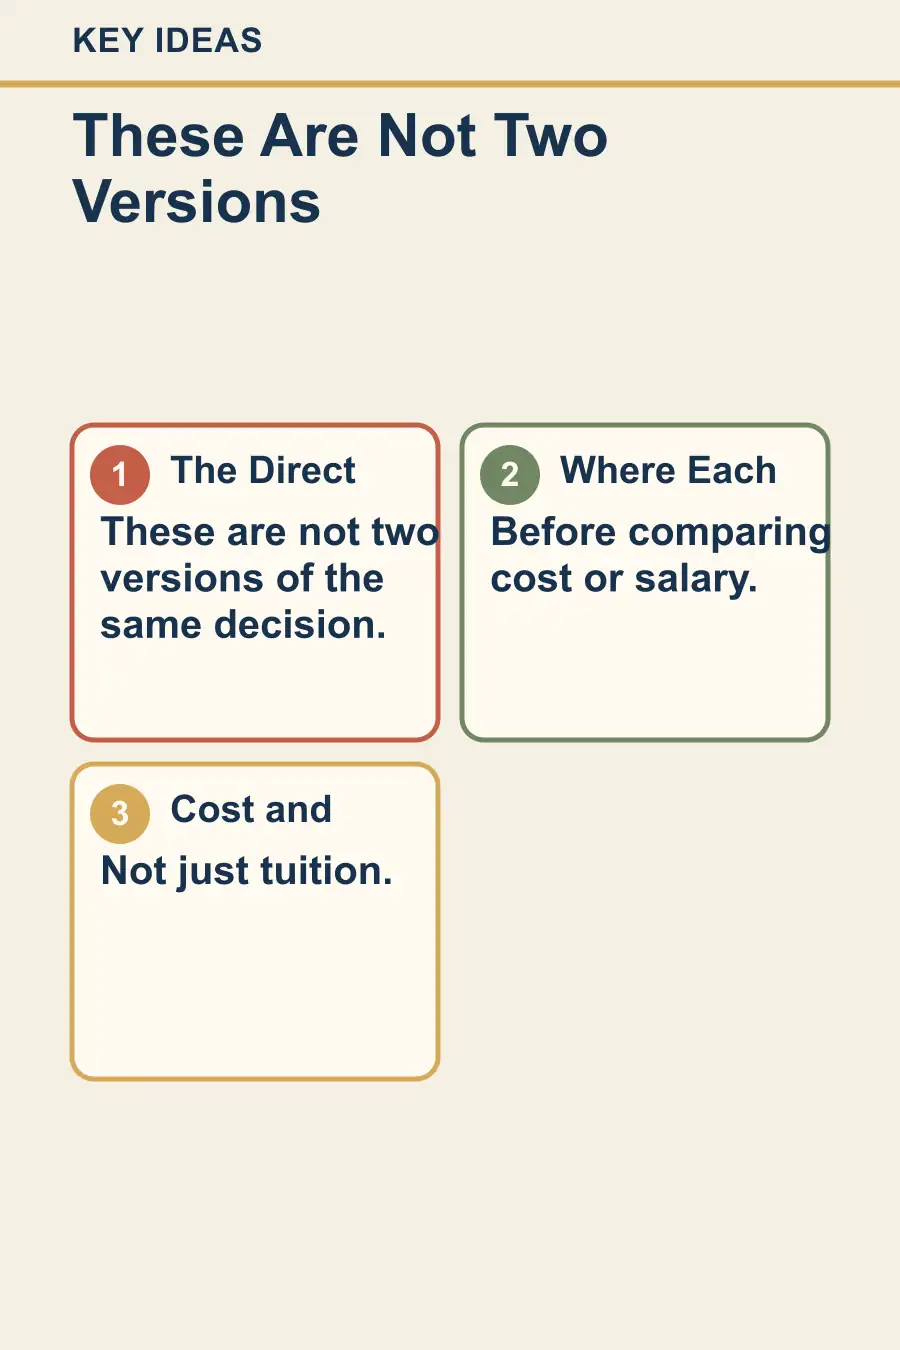 KEY IDEAS
These Are Not Two
Versions
1
The Direct
These are not two
versions of the
same decision.
2
Where Each
Before comparing
cost or salary.
3
Cost and
Not just tuition.